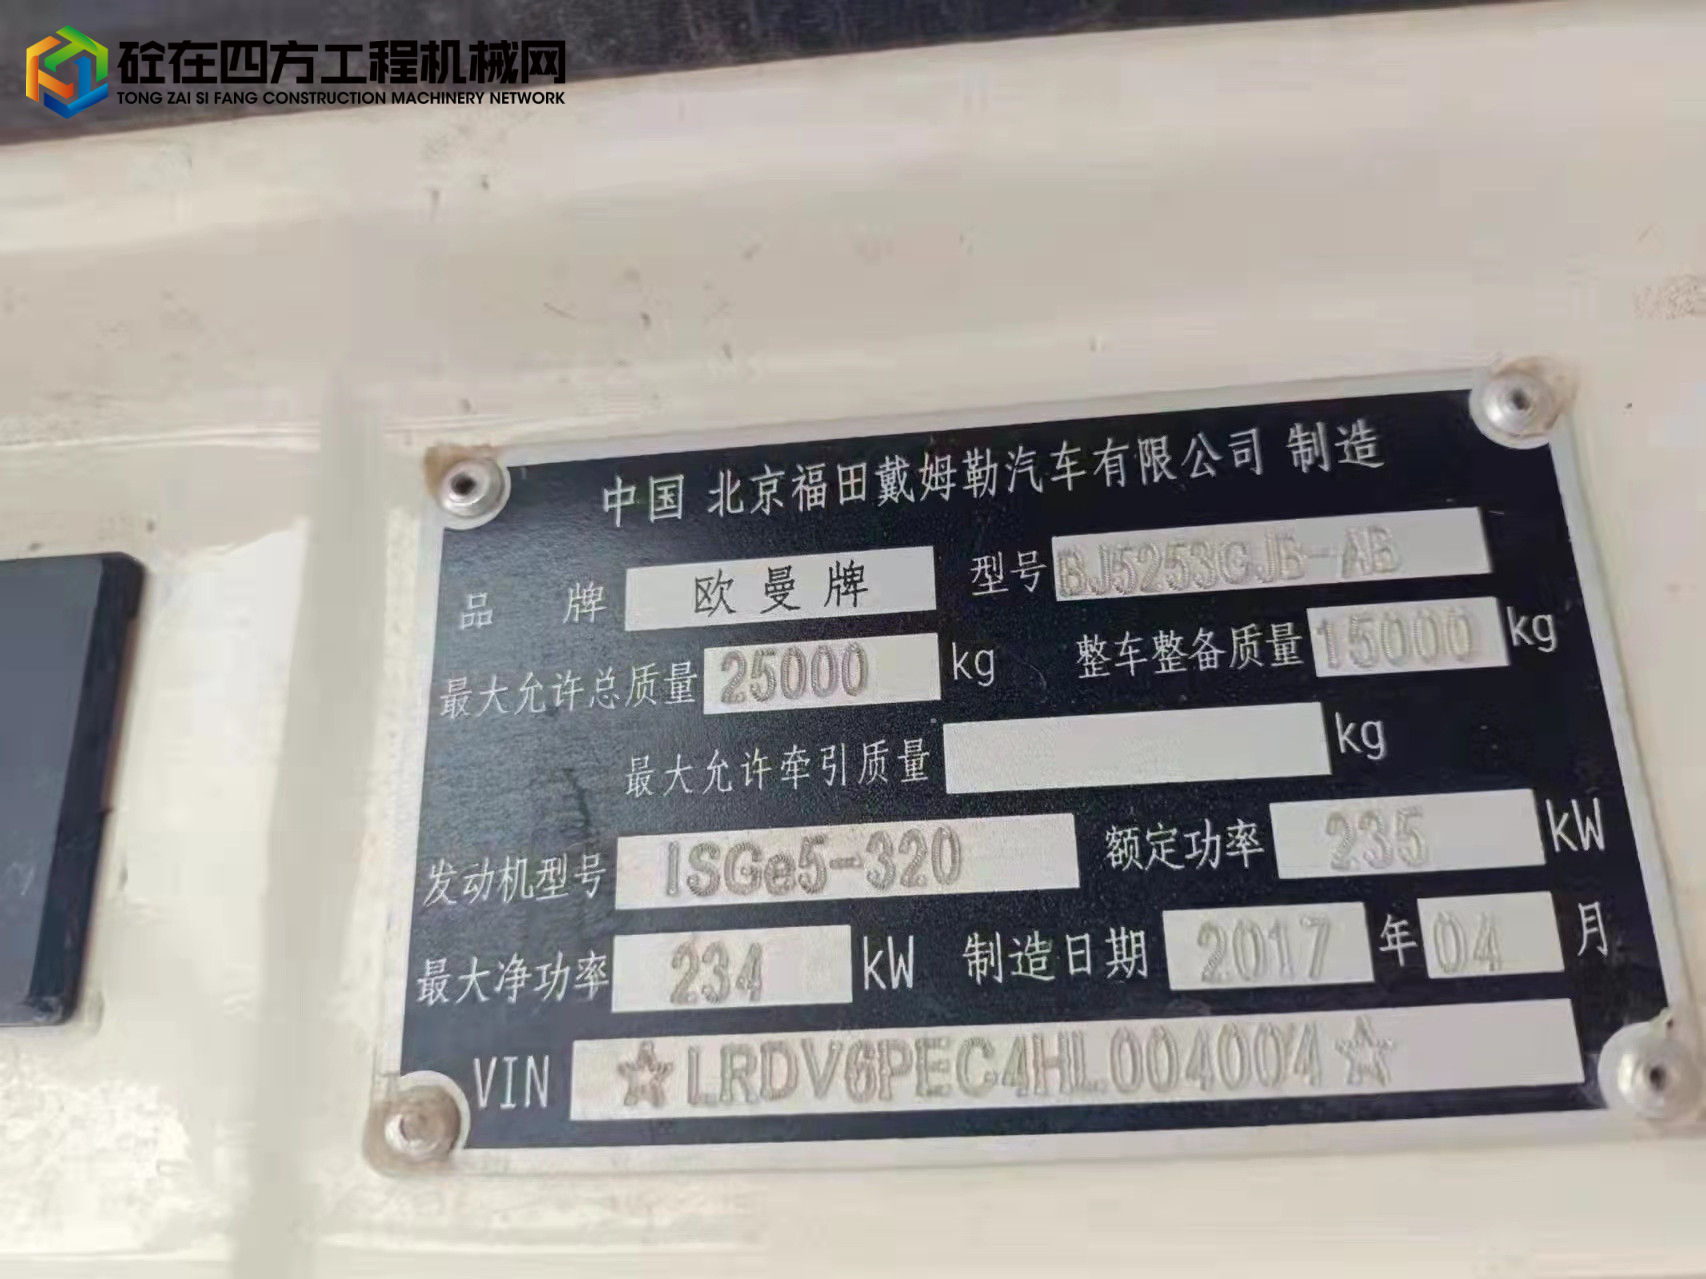 砼在四方工程机械网
TONG ZAI SI FANG CONSTRUCTION MACHINERY NETWORK
中国 北京福田戴姆勒汽车有限公司 制造
品 牌 欧曼牌 型号 BJ5253GJB-AB
最大允许总质量 25000 kg 整车整备质量 15000 kg
最大允许牵引质量 kg
发动机型号 ISGe5-320 额定功率 235 kW
最大净功率 234 kW 制造日期 2017 年 04 月
VIN ☆LRDV6PEC4HL004004☆